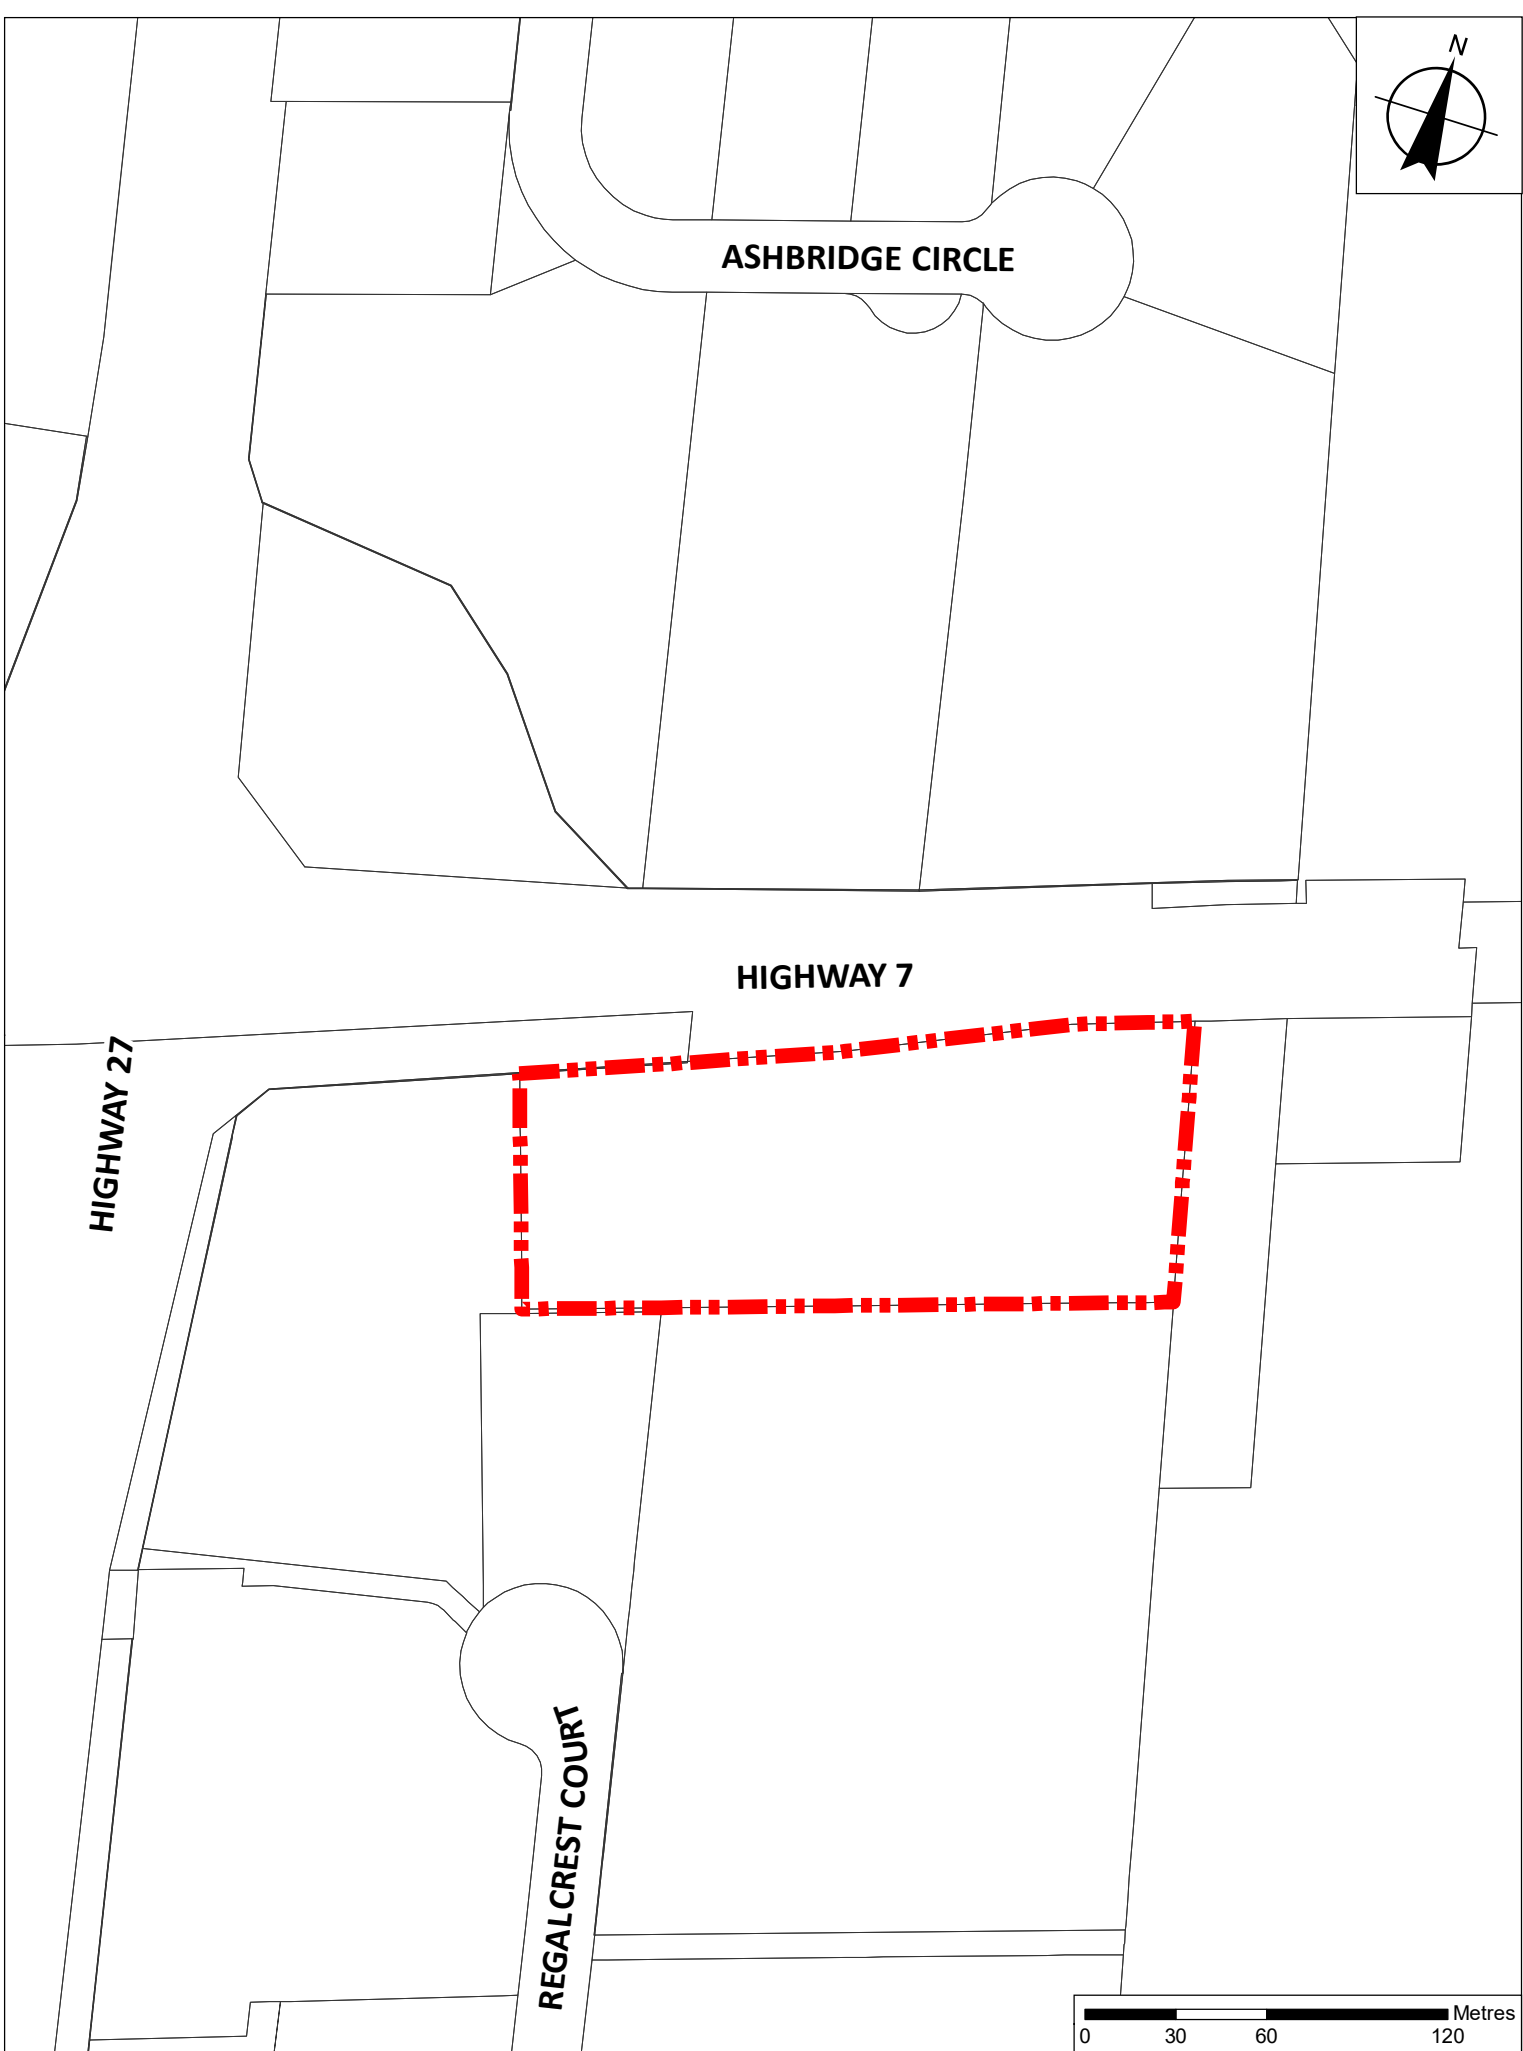 N
ASHBRIDGE CIRCLE
HIGHWAY 7
HIGHWAY 27
REGALCREST COURT
Metres
0 30 60 120